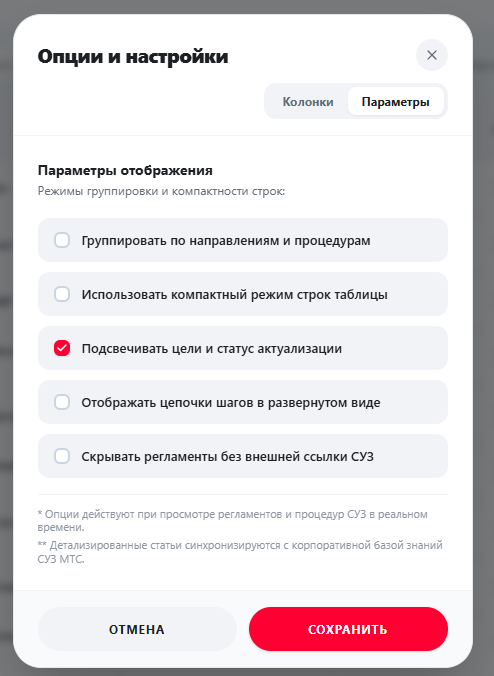 Опции и настройки
Колонки
Параметры
Параметры отображения
Режимы группировки и компактности строк:
Группировать по направлениям и процедурам
Использовать компактный режим строк таблицы
Подсвечивать цели и статус актуализации
Отображать цепочки шагов в развернутом виде
Скрывать регламенты без внешней ссылки СУЗ
* Опции действуют при просмотре регламентов и процедур СУЗ в реальном
времени.
** Детализированные статьи синхронизируются с корпоративной базой знаний
СУЗ МТС.
ОТМЕНА
СОХРАНИТЬ